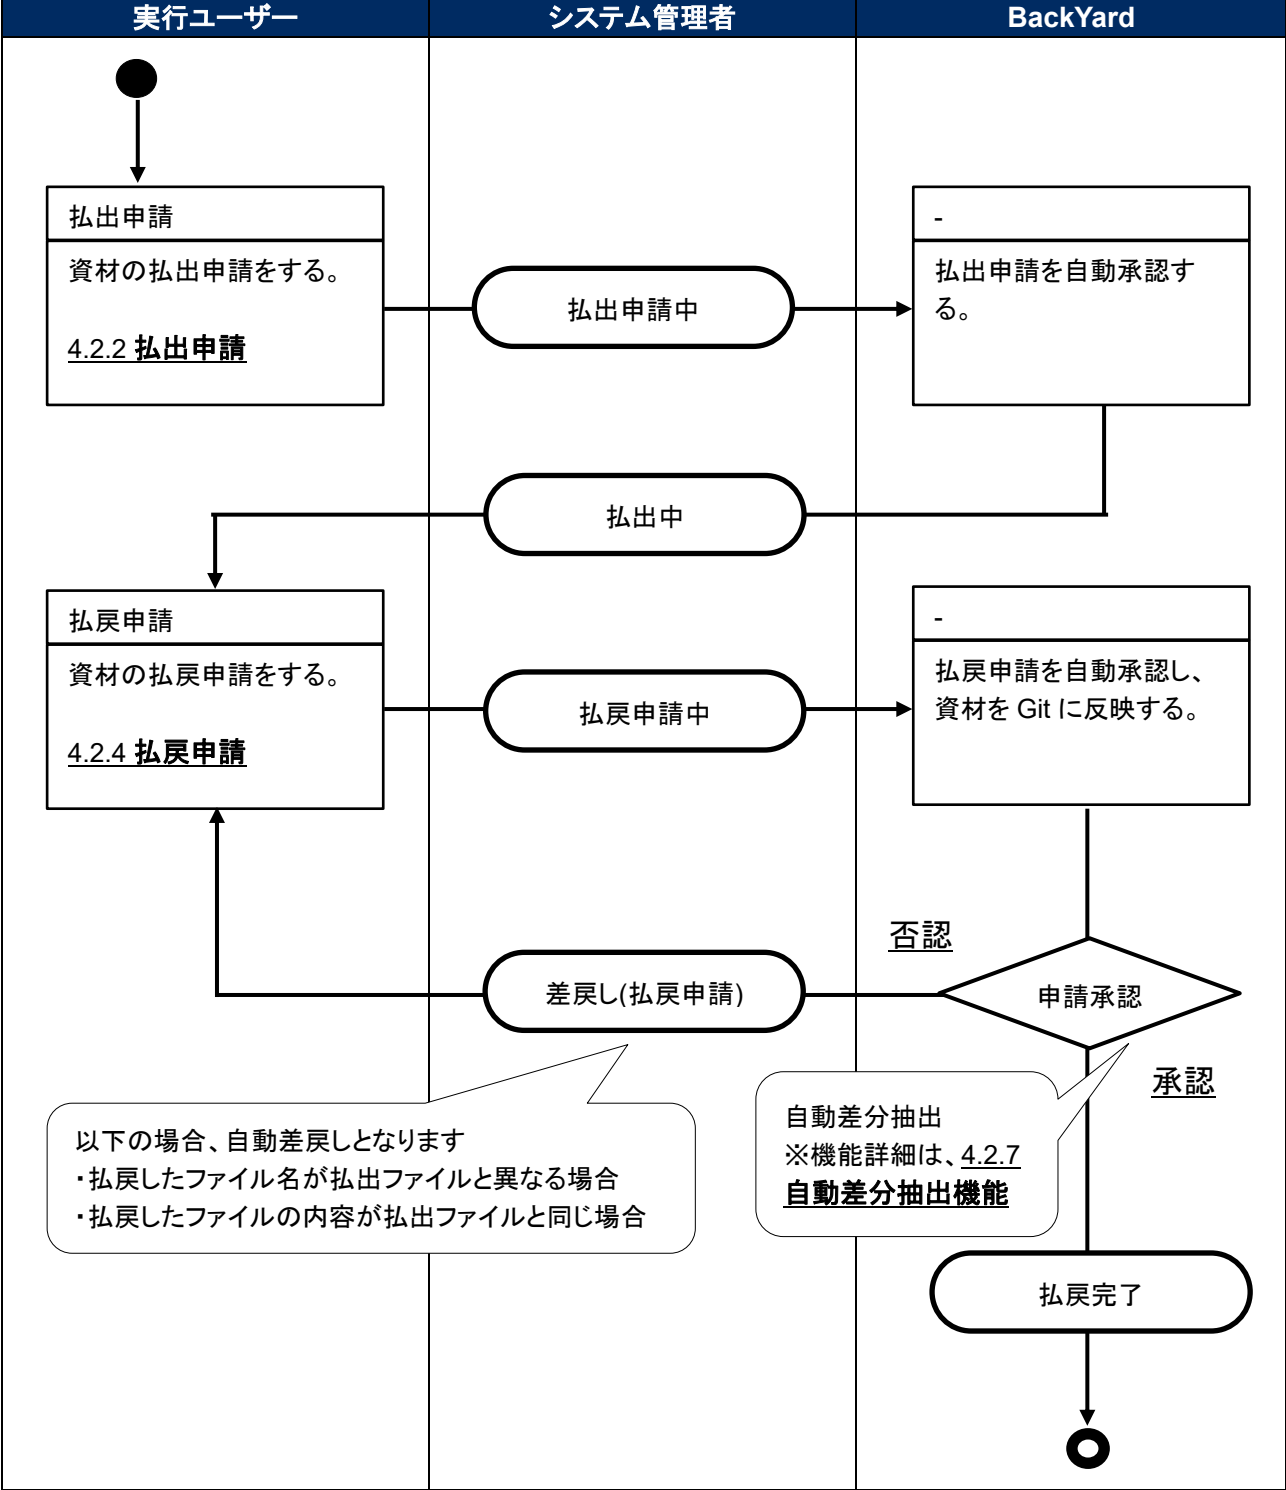 実行ユーザー
システム管理者
BackYard
払出申請
資材の払出申請をする。
4.2.2 払出申請
払出申請中
-
払出申請を自動承認す
る。
払出中
払戻申請
資材の払戻申請をする。
4.2.4 払戻申請
払戻申請中
-
払戻申請を自動承認し、
資材を Git に反映する。
否認
差戻し(払戻申請)
申請承認
承認
以下の場合、自動差戻しとなります
・払戻したファイル名が払出ファイルと異なる場合
・払戻したファイルの内容が払出ファイルと同じ場合
自動差分抽出
※機能詳細は、4.2.7
自動差分抽出機能
払戻完了